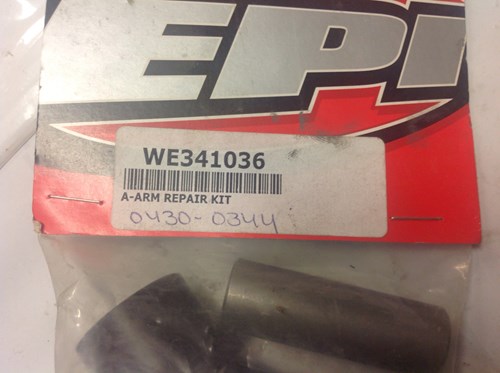 EPI
WE341036
A-ARM REPAIR KIT
0430-0344